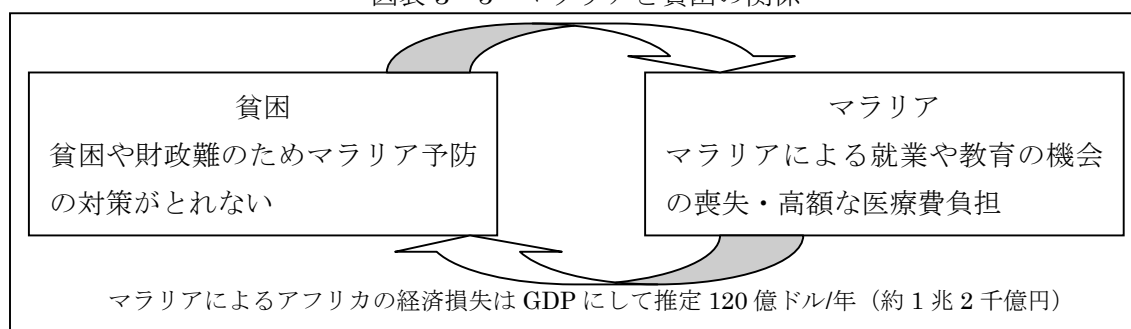 貧困
貧困や財政難のためマラリア予防
の対策がとれない
マラリア
マラリアによる就業や教育の機会
の喪失・高額な医療費負担
マラリアによるアフリカの経済損失は GDP にして推定 120 億ドル/年（約 1 兆 2 千億円）